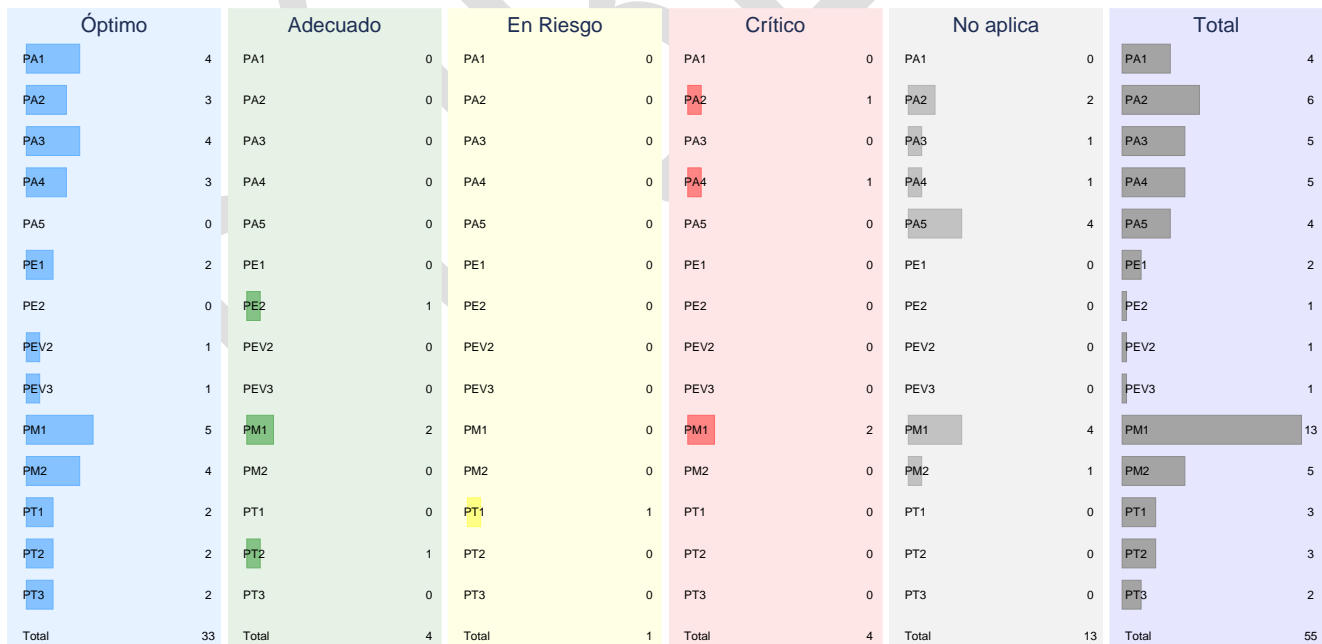 Óptimo Adecuado En Riesgo Crítico No aplica Total
PA1 4 PA1 0 PA1 0 PA1 0 PA1 0 PA1 4
PA2 3 PA2 0 PA2 0 PA2 1 PA2 2 PA2 6
PA3 4 PA3 0 PA3 0 PA3 0 PA3 1 PA3 5
PA4 3 PA4 0 PA4 0 PA4 1 PA4 1 PA4 5
PA5 0 PA5 0 PA5 0 PA5 0 PA5 4 PA5 4
PE1 2 PE1 0 PE1 0 PE1 0 PE1 0 PE1 2
PE2 0 PE2 1 PE2 0 PE2 0 PE2 0 PE2 1
PEV2 1 PEV2 0 PEV2 0 PEV2 0 PEV2 0 PEV2 1
PEV3 1 PEV3 0 PEV3 0 PEV3 0 PEV3 0 PEV3 1
PM1 5 PM1 2 PM1 0 PM1 2 PM1 4 PM1 13
PM2 4 PM2 0 PM2 0 PM2 0 PM2 1 PM2 5
PT1 2 PT1 0 PT1 1 PT1 0 PT1 0 PT1 3
PT2 2 PT2 1 PT2 0 PT2 0 PT2 0 PT2 3
PT3 2 PT3 0 PT3 0 PT3 0 PT3 0 PT3 2
Total 33 Total 4 Total 1 Total 4 Total 13 Total 55